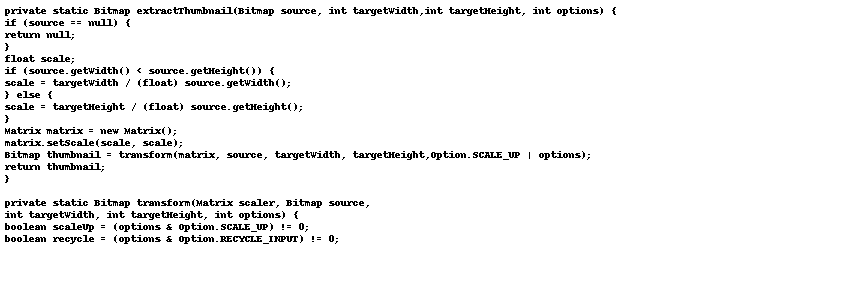 private static Bitmap extractThumbnail(Bitmap source, int targetWidth,int targetHeight, int options) {
if (source == null) {
return null;
}
float scale;
if (source.getWidth() < source.getHeight()) {
scale = targetWidth / (float) source.getWidth();
} else {
scale = targetHeight / (float) source.getHeight();
}
Matrix matrix = new Matrix();
matrix.setScale(scale, scale);
Bitmap thumbnail = transform(matrix, source, targetWidth, targetHeight,Option.SCALE_UP | options);
return thumbnail;
}
private static Bitmap transform(Matrix scaler, Bitmap source,
int targetWidth, int targetHeight, int options) {
boolean scaleUp = (options & Option.SCALE_UP) != 0;
boolean recycle = (options & Option.RECYCLE_INPUT) != 0;